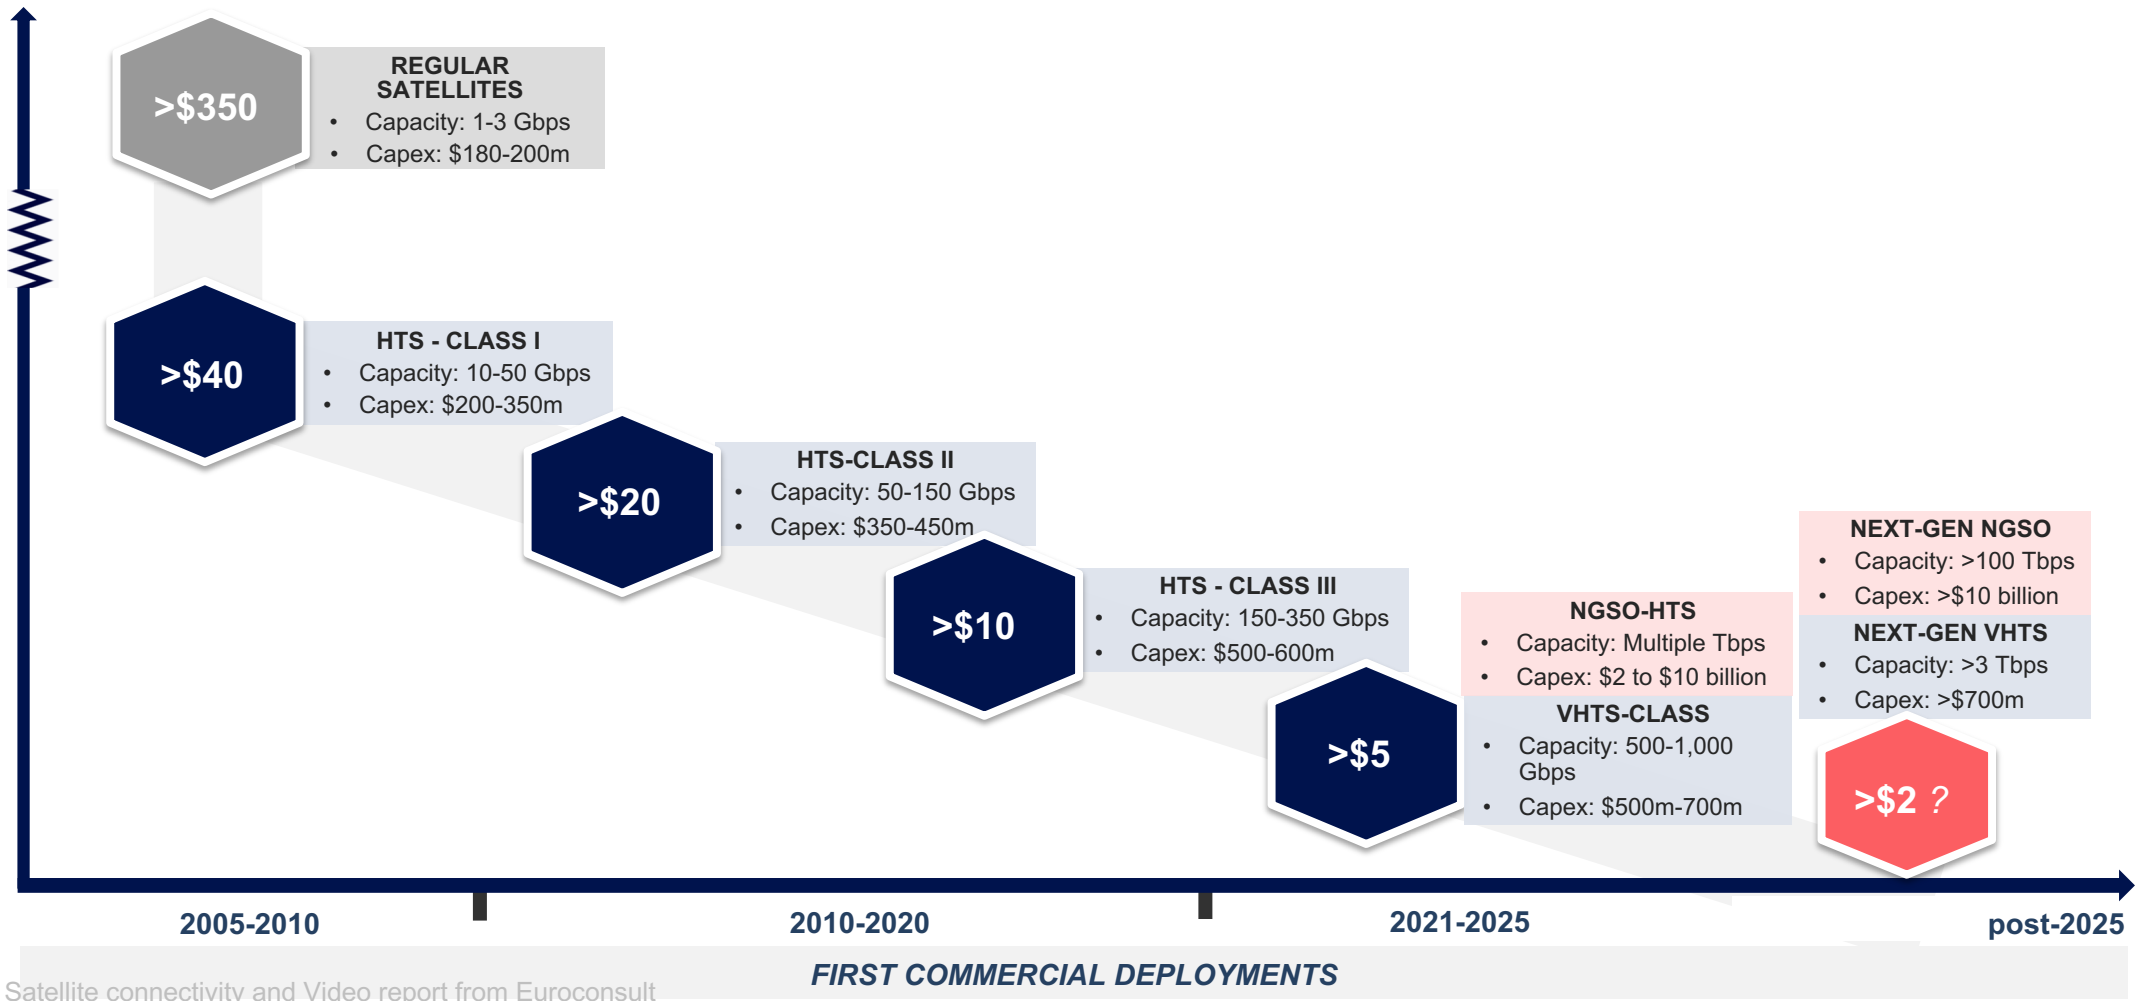 >$350
REGULAR
SATELLITES
• Capacity: 1-3 Gbps
• Capex: $180-200m
>$40
HTS - CLASS I
• Capacity: 10-50 Gbps
• Capex: $200-350m
>$20
HTS-CLASS II
• Capacity: 50-150 Gbps
• Capex: $350-450m
>$10
HTS - CLASS III
• Capacity: 150-350 Gbps
• Capex: $500-600m
>$5
NGSO-HTS
• Capacity: Multiple Tbps
• Capex: $2 to $10 billion
VHTS-CLASS
• Capacity: 500-1,000
Gbps
• Capex: $500m-700m
NEXT-GEN NGSO
• Capacity: >100 Tbps
• Capex: >$10 billion
NEXT-GEN VHTS
• Capacity: >3 Tbps
• Capex: >$700m
>$2 ?
2005-2010
2010-2020
2021-2025
post-2025
FIRST COMMERCIAL DEPLOYMENTS
Satellite connectivity and Video report from Euroconsult